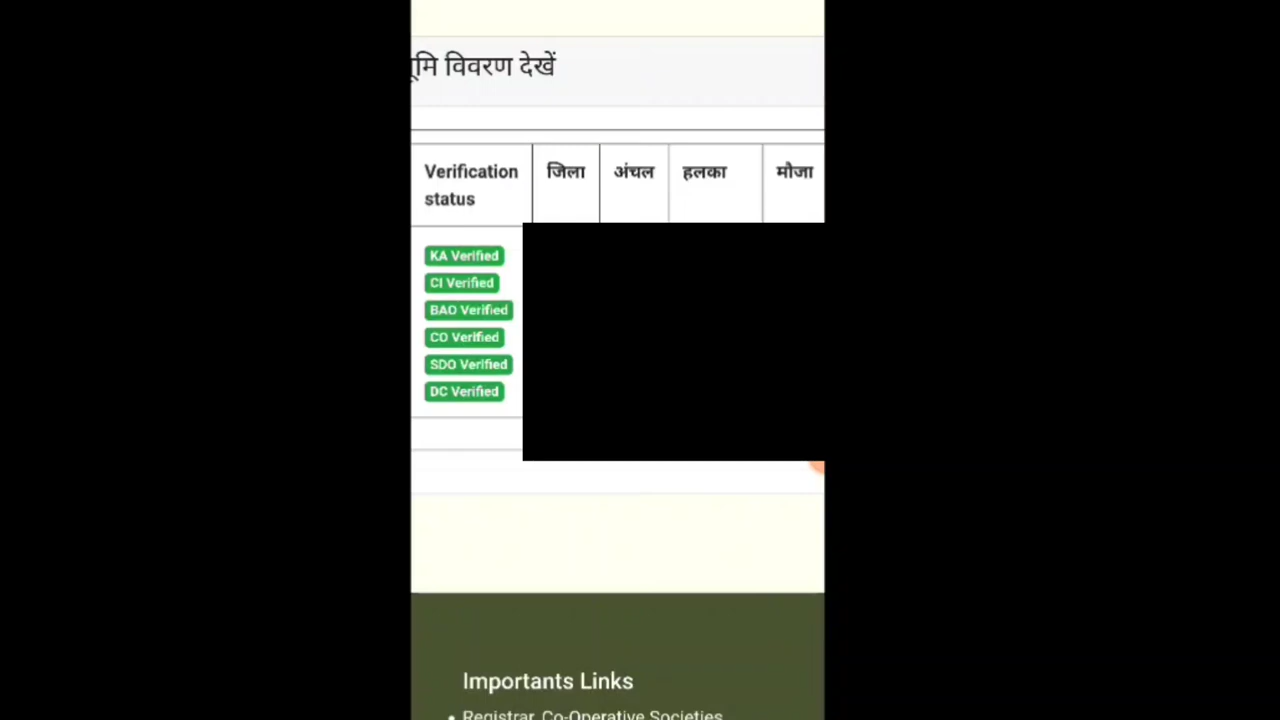 विवरण देखें
Verification status
जिला
अंचल
हलका
मौजा
KA Verified
CI Verified
BAO Verified
CO Verified
SDO Verified
DC Verified
Importants Links
Registrar, Co-Operative Societies